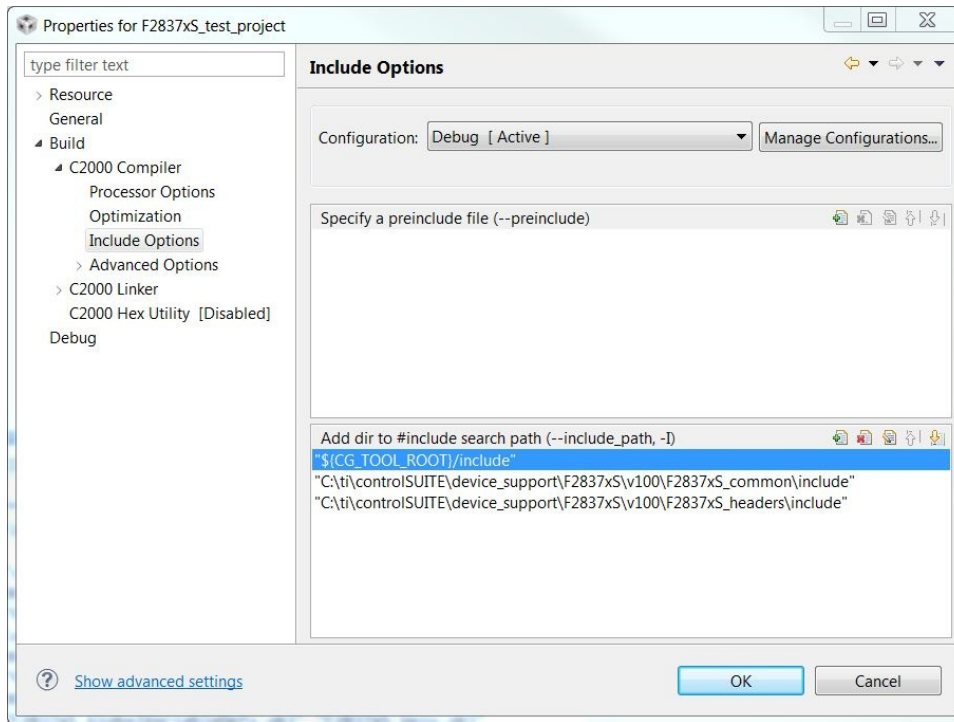 Properties for F2837xS_test_project
type filter text
Resource
General
Build
C2000 Compiler
Processor Options
Optimization
Include Options
Advanced Options
C2000 Linker
C2000 Hex Utility [Disabled]
Debug
Include Options
Configuration: Debug [ Active ] Manage Configurations...
Specify a preinclude file (--preinclude)
Add dir to #include search path (--include_path, -I)
"${CG_TOOL_ROOT}/include"
"C:\ti\controlSUITE\device_support\F2837xS\v100\F2837xS_common\include"
"C:\ti\controlSUITE\device_support\F2837xS\v100\F2837xS_headers\include"
Show advanced settings
OK Cancel